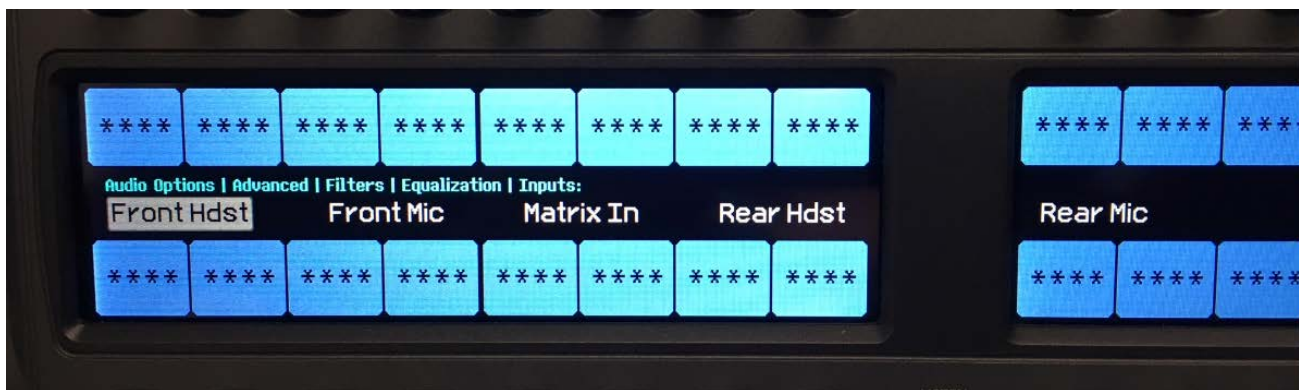 **** **** **** **** **** **** **** **** **** **** ***
Audio Options | Advanced | Filters | Equalization | Inputs:
Front Hdst Front Mic Matrix In Rear Hdst Rear Mic
**** **** **** **** **** **** **** **** **** **** ****